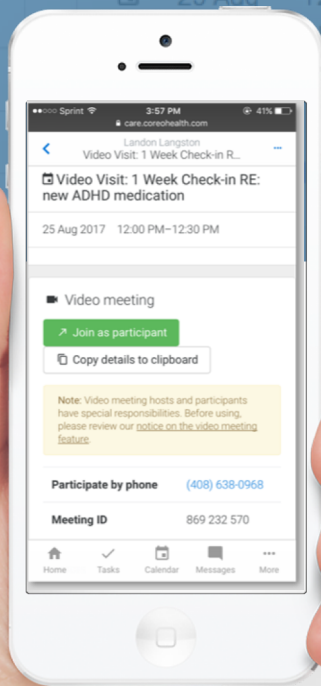 Sprint 3:57 PM 41%
care.coreohealth.com
Landon Langston
Video Visit: 1 Week Check-in R...
Video Visit: 1 Week Check-in RE:
new ADHD medication
25 Aug 2017 12:00 PM–12:30 PM
Video meeting
Join as participant
Copy details to clipboard
Note: Video meeting hosts and participants
have special responsibilities. Before using,
please review our notice on the video meeting
feature.
Participate by phone (408) 638-0968
Meeting ID 869 232 570
Home Tasks Calendar Messages More